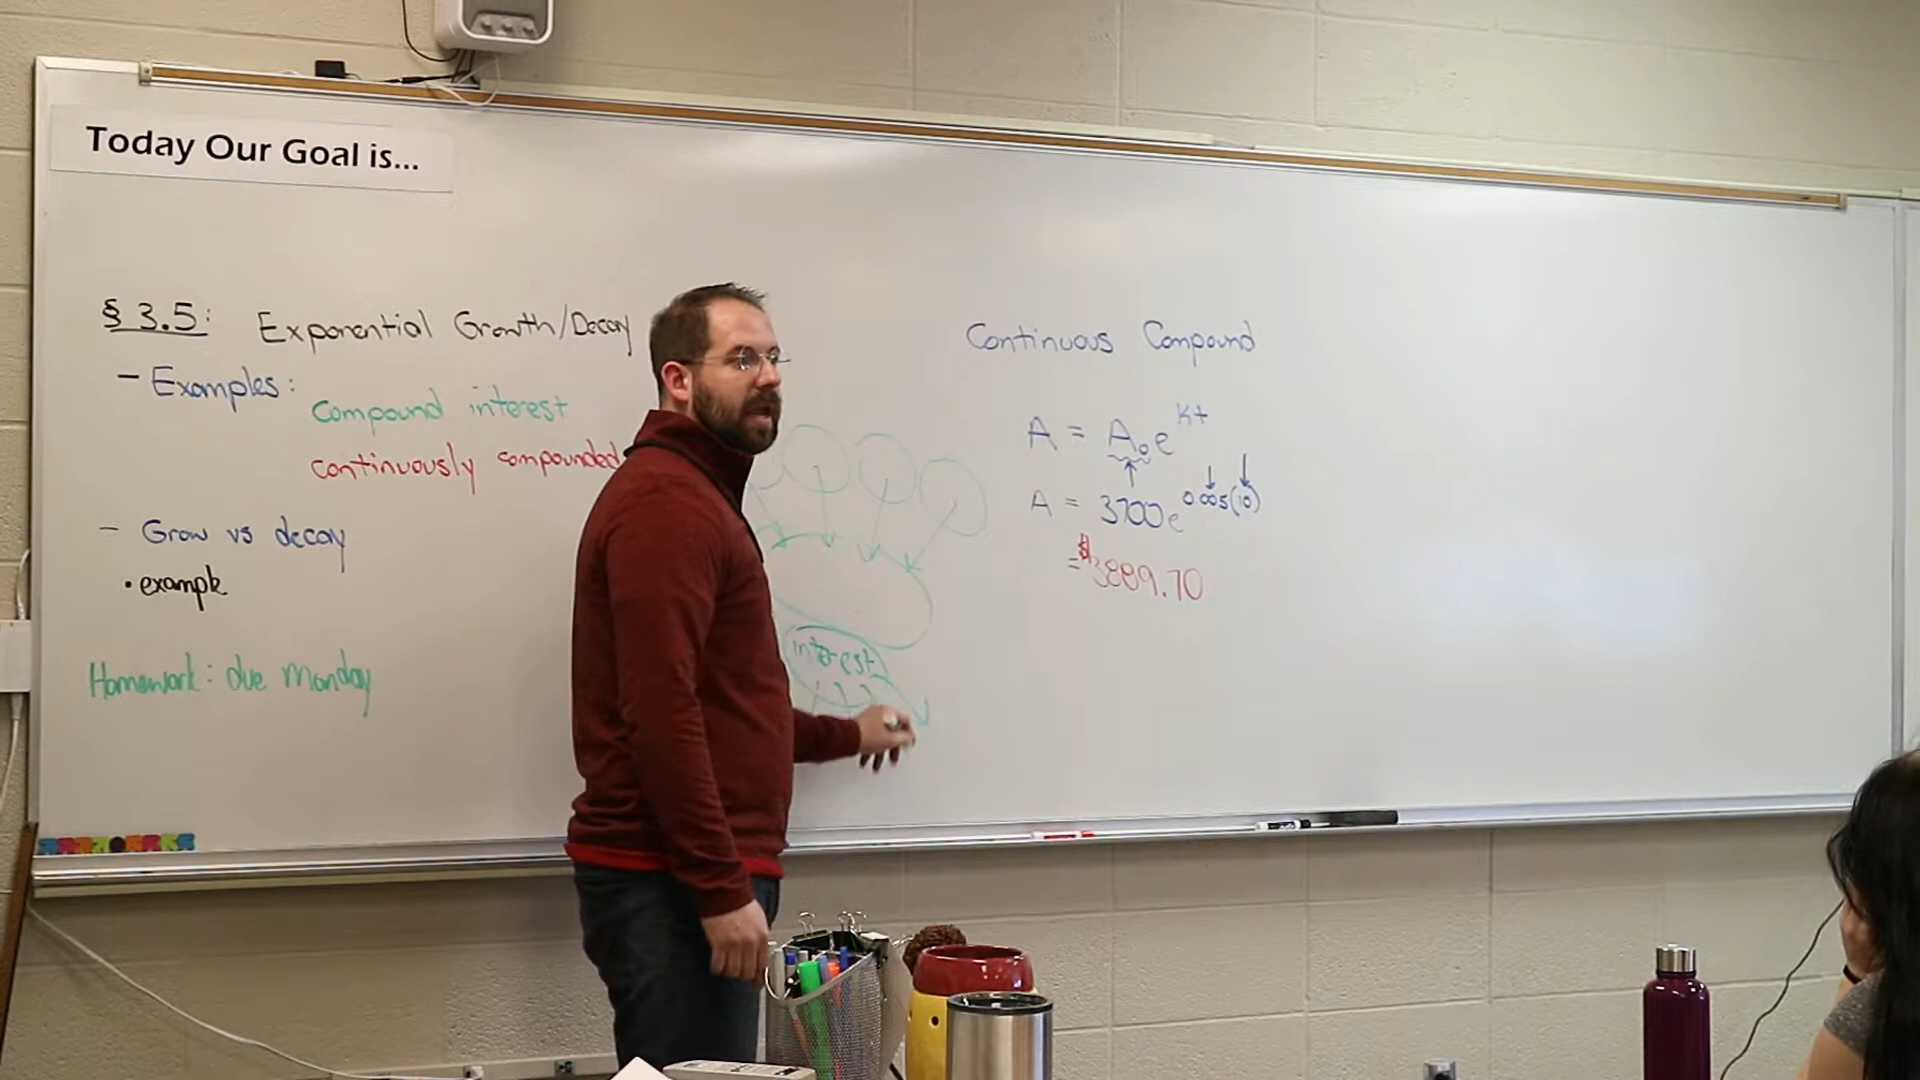 Today Our Goal is...
§ 3.5: Exponential Growth/Decay
- Examples:
compound interest
continuously compounded
- Grow vs decay
• example
Homework: due Monday
interest
Continuous Compound
A = A₀e^kt
A = 3700e^0.005(10)
= $3889.70